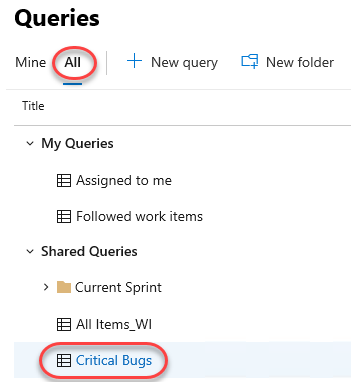 Queries
Mine All New query New folder
Title
My Queries
Assigned to me
Followed work items
Shared Queries
Current Sprint
All Items_WI
Critical Bugs